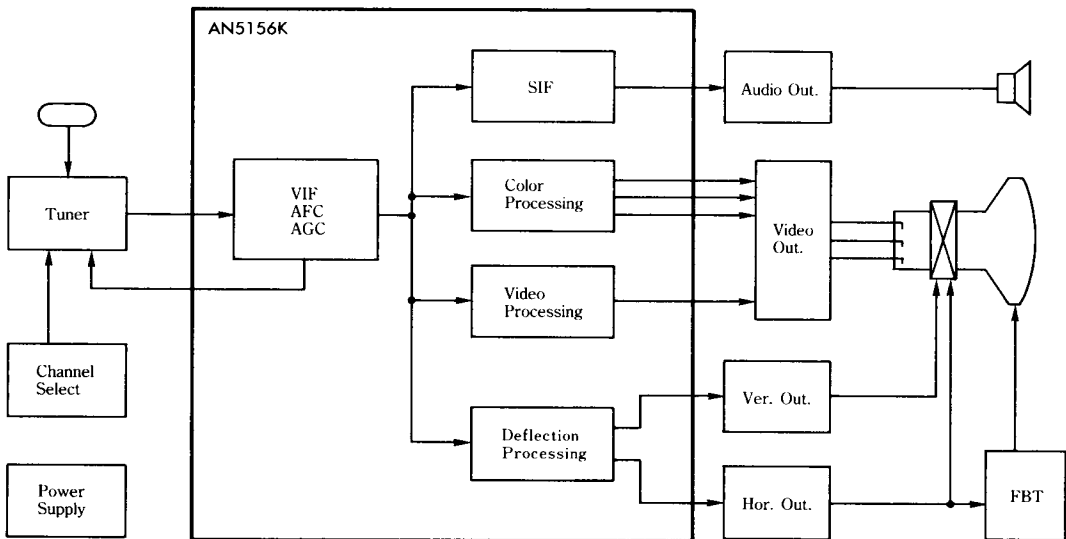 AN5156K
SIF
Audio Out.
Tuner
VIF
AFC
AGC
Color
Processing
Video
Out.
Video
Processing
Channel
Select
Ver. Out.
Deflection
Processing
Power
Supply
Hor. Out.
FBT